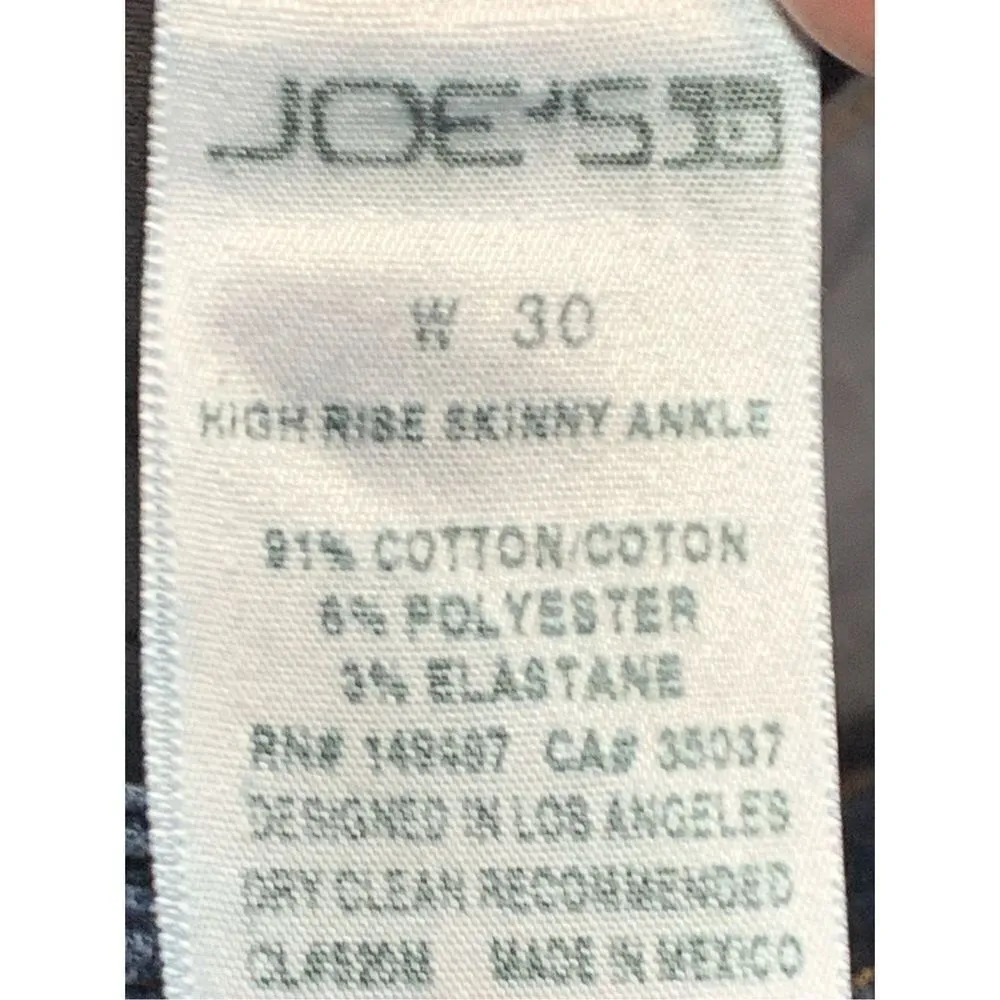 JOE'S
W 30
HIGH RISE SKINNY ANKLE
91% COTTON/COTON
6% POLYESTER
3% ELASTANE
RN# CA# 35037
DESIGNED IN LOS ANGELES
DRY CLEAN RECOMMENDED
MADE IN MEXICO